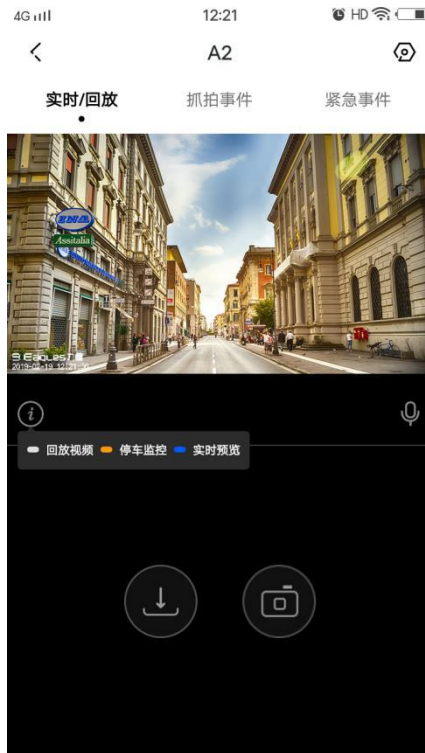 4G
12:21
HD
A2
实时/回放
抓拍事件
紧急事件
INA
Assitalia
回放视频
停车监控
实时预览